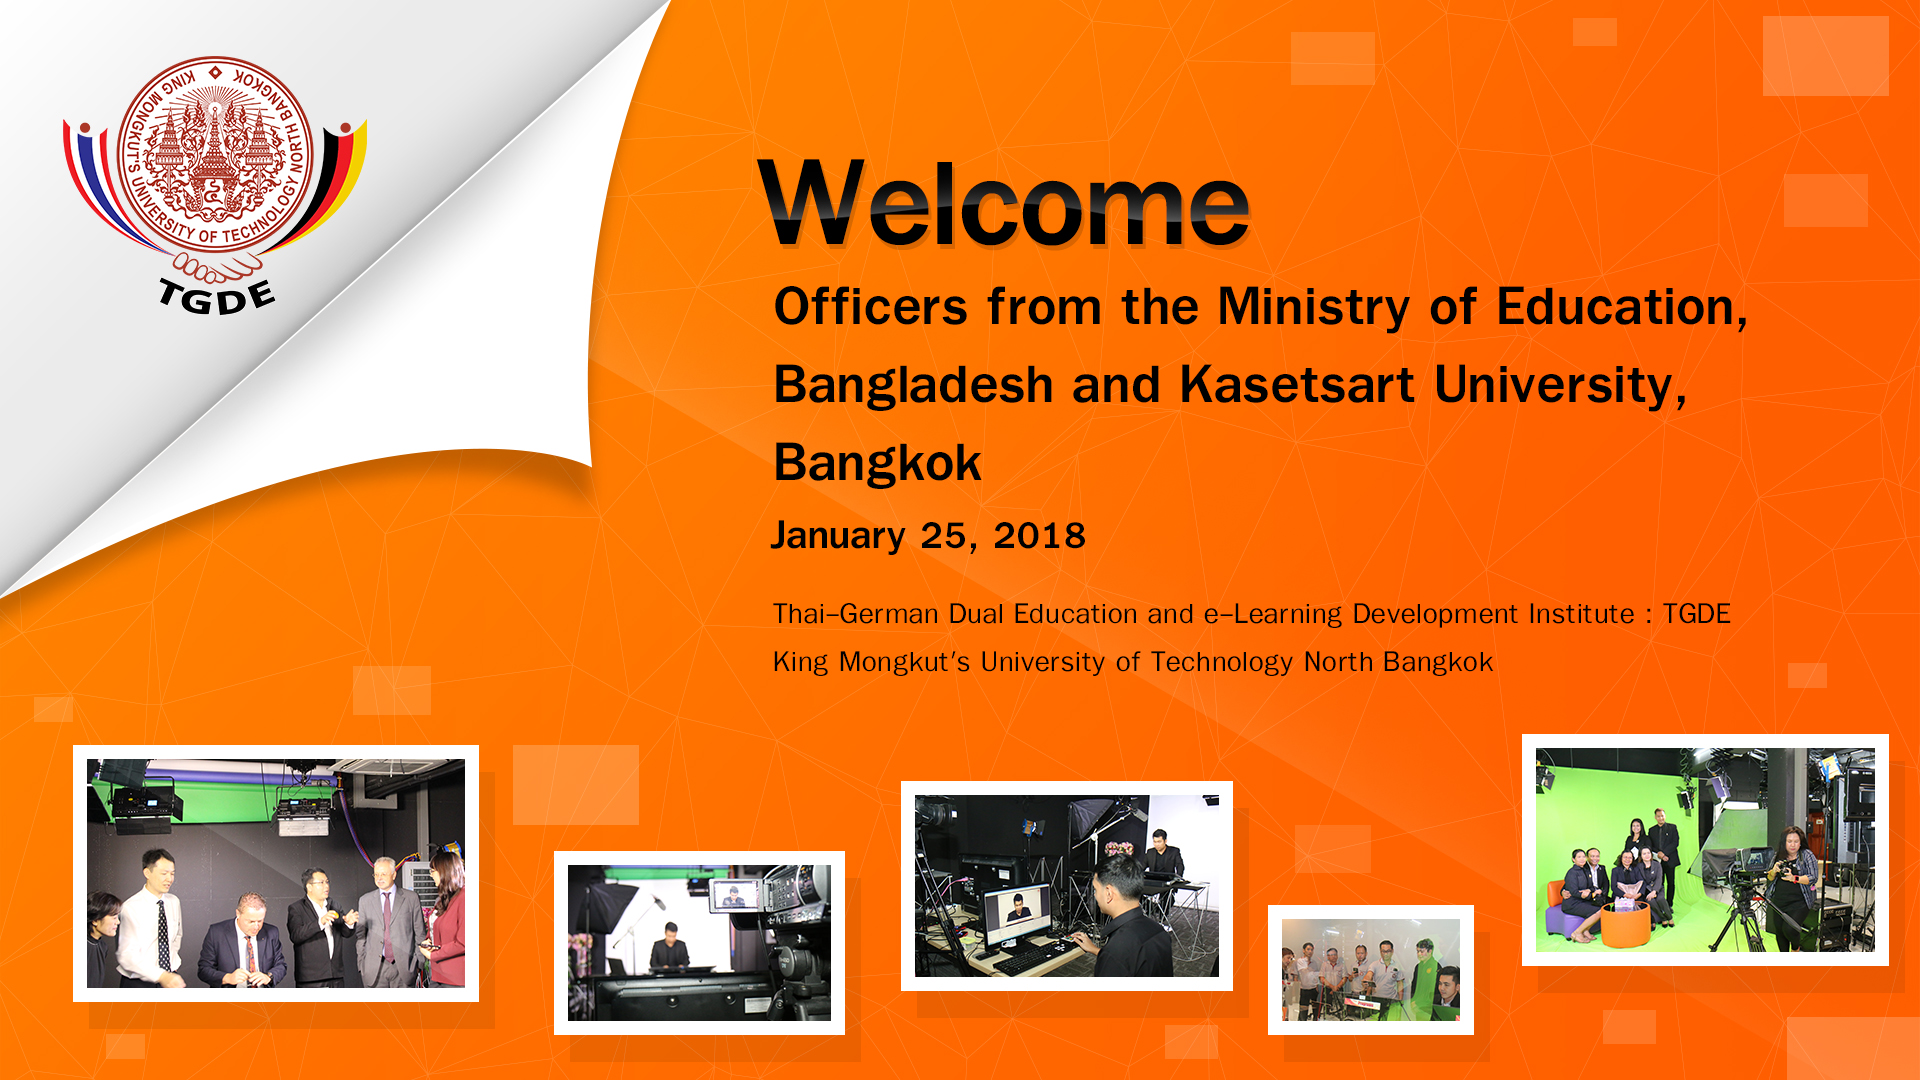 KING MONGKUT'S UNIVERSITY OF TECHNOLOGY NORTH BANGKOK
TGDE
Welcome
Officers from the Ministry of Education,
Bangladesh and Kasetsart University,
Bangkok
January 25, 2018
Thai–German Dual Education and e–Learning Development Institute : TGDE
King Mongkut's University of Technology North Bangkok